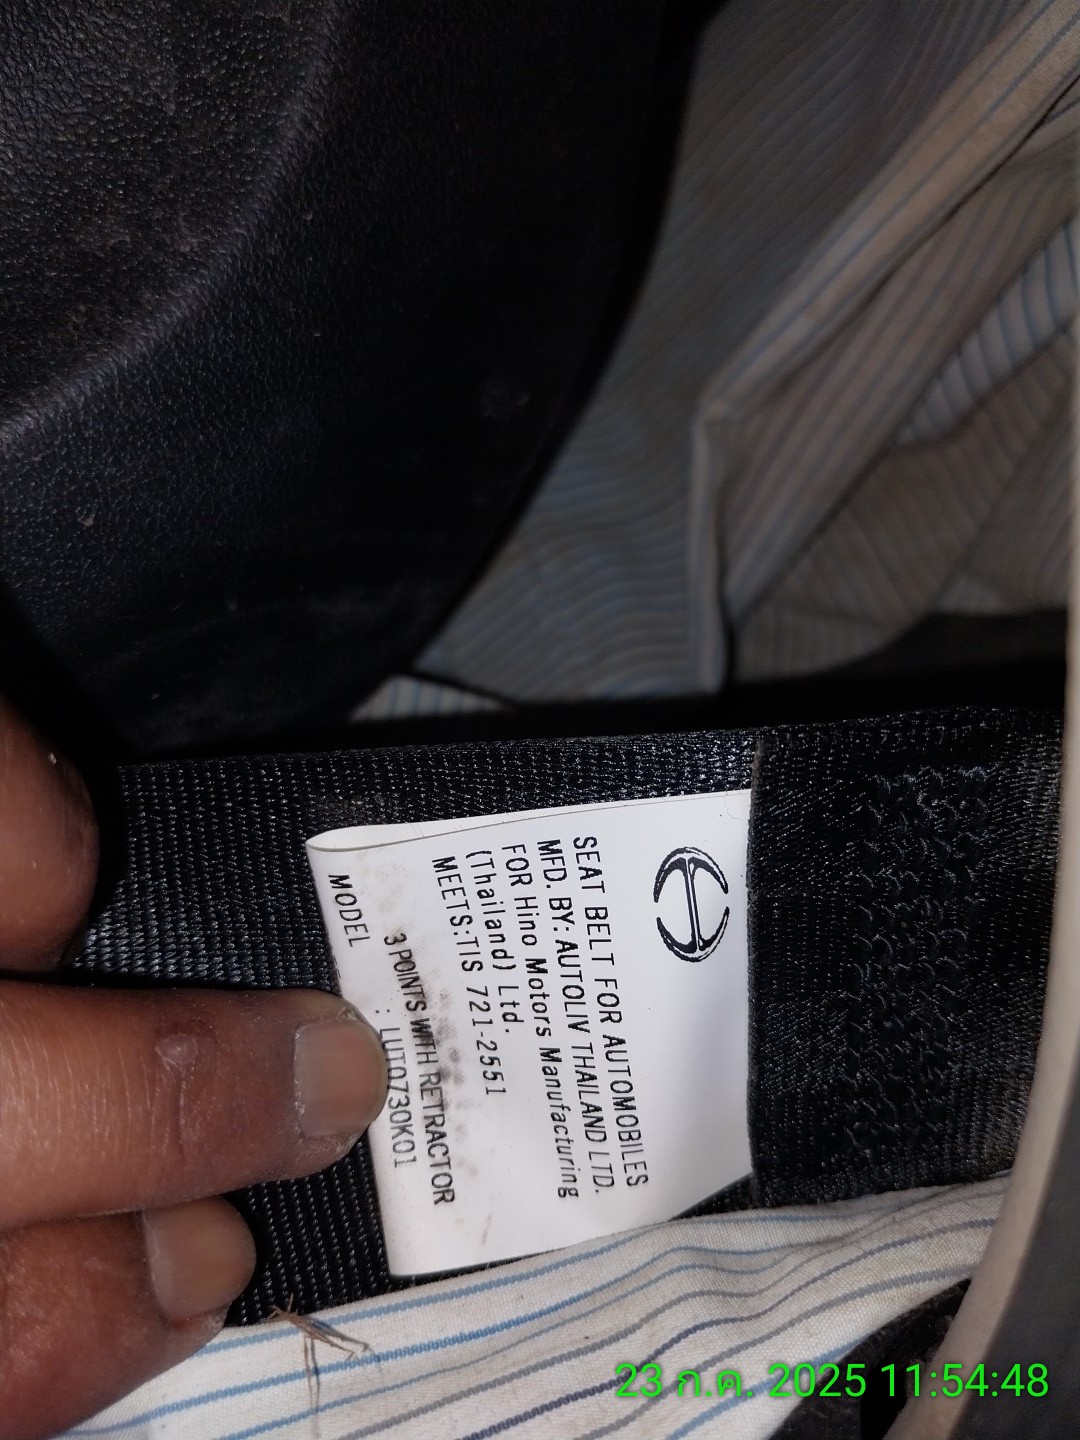 SEAT BELT FOR AUTOMOBILES
MFD. BY: AUTOLIV THAILAND LTD.
FOR Hino Motors Manufacturing
(Thailand) Ltd.
MEETS:TIS 721-2551
3 POINTS WITH RETRACTOR
MODEL : LUTQ730K01
23 ก.ค. 2025 11:54:48